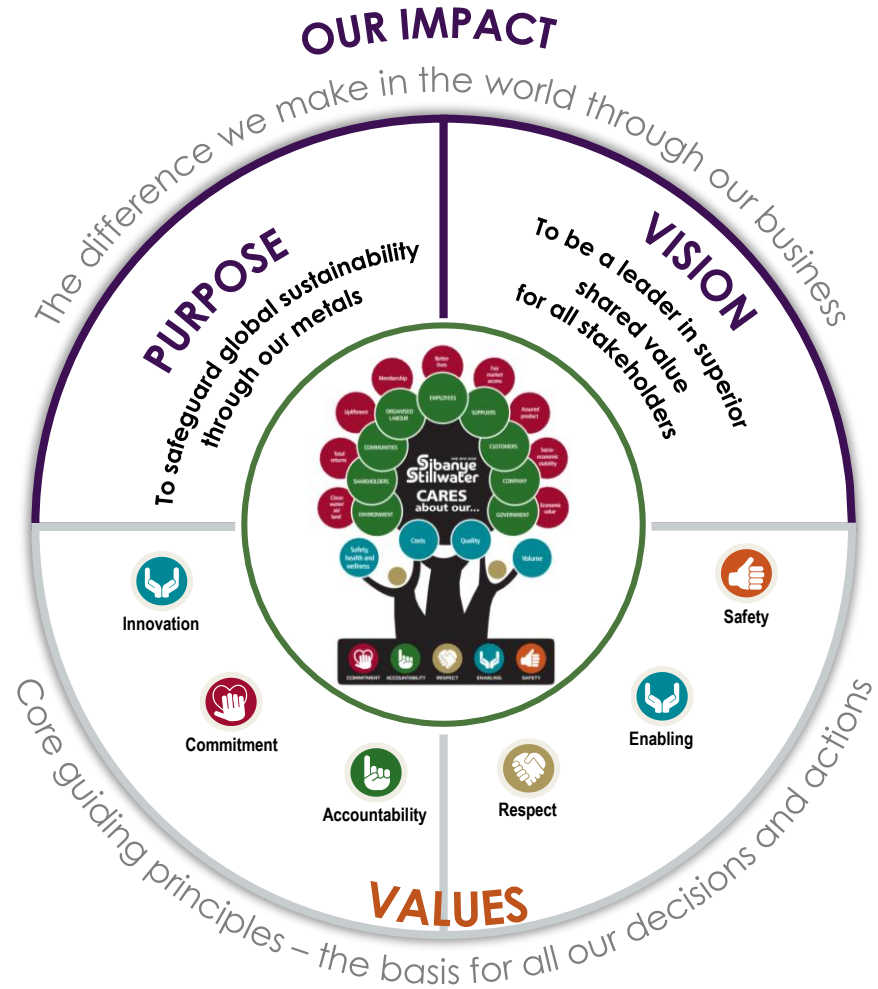 OUR IMPACT
The difference we make in the world through our business
PURPOSE
To safeguard global sustainability
through our metals
VISION
To be a leader in superior
shared value
for all stakeholders
Better
lives
Membership
Fair
market
access
Upliftment
Assured
product
Total
returns
Socio-
economic
stability
Clean
water
air
land
Economic
value
EMPLOYEES
ORGANISED
LABOUR
SUPPLIERS
COMMUNITIES
CUSTOMERS
SHAREHOLDERS
COMPANY
ENVIRONMENT
GOVERNMENT
WE ARE ONE
Sibanye
Stillwater
CARES
about our...
Safety,
health and
wellness
Costs
Quality
Volume
COMMITMENT
ACCOUNTABILITY
RESPECT
ENABLING
SAFETY
Innovation
Commitment
Accountability
Respect
Enabling
Safety
VALUES
Core guiding principles – the basis for all our decisions and actions